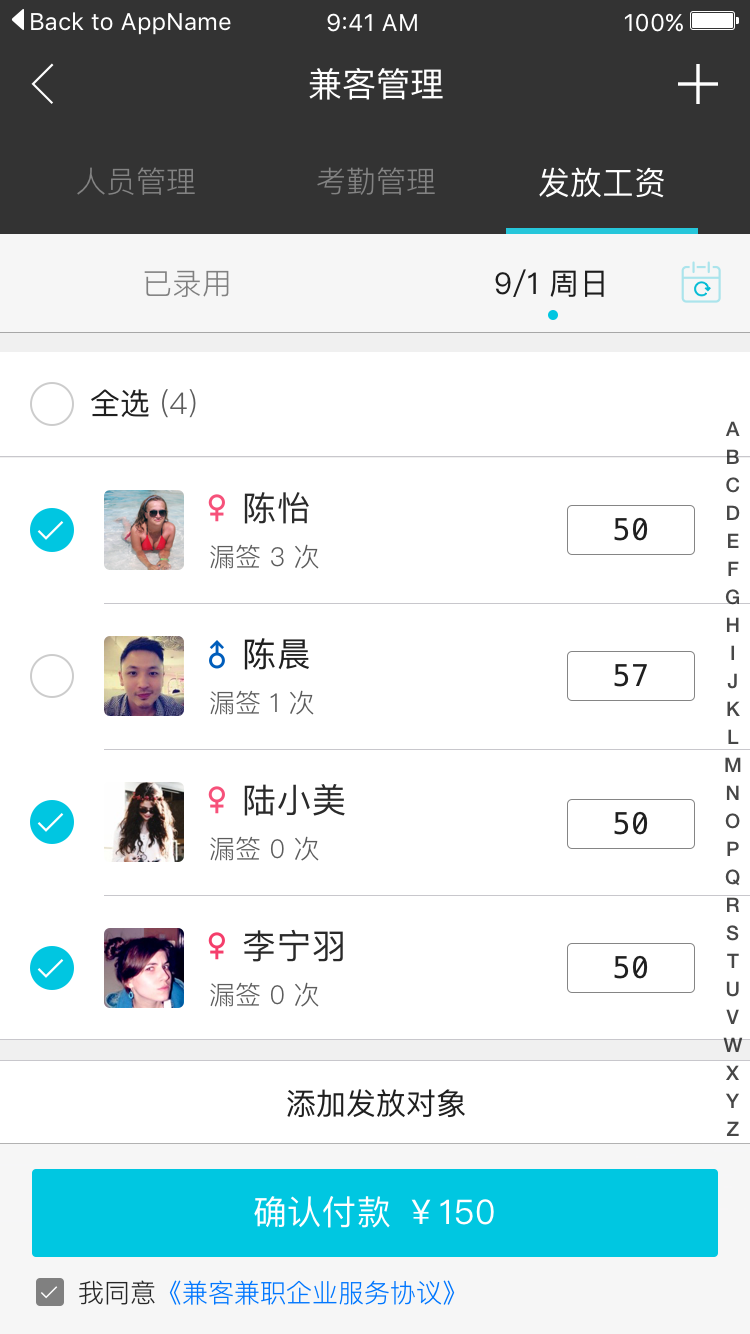 Back to AppName 9:41 AM 100%
兼客管理
人员管理 考勤管理 发放工资
已录用 9/1 周日
全选 (4)
陈怡
漏签 3 次
50
陈晨
漏签 1 次
57
陆小美
漏签 0 次
50
李宁羽
漏签 0 次
50
A
B
C
D
E
F
G
H
I
J
K
L
M
N
O
P
Q
R
S
T
U
V
W
X
Y
Z
添加发放对象
确认付款 ¥150
我同意《兼客兼职企业服务协议》